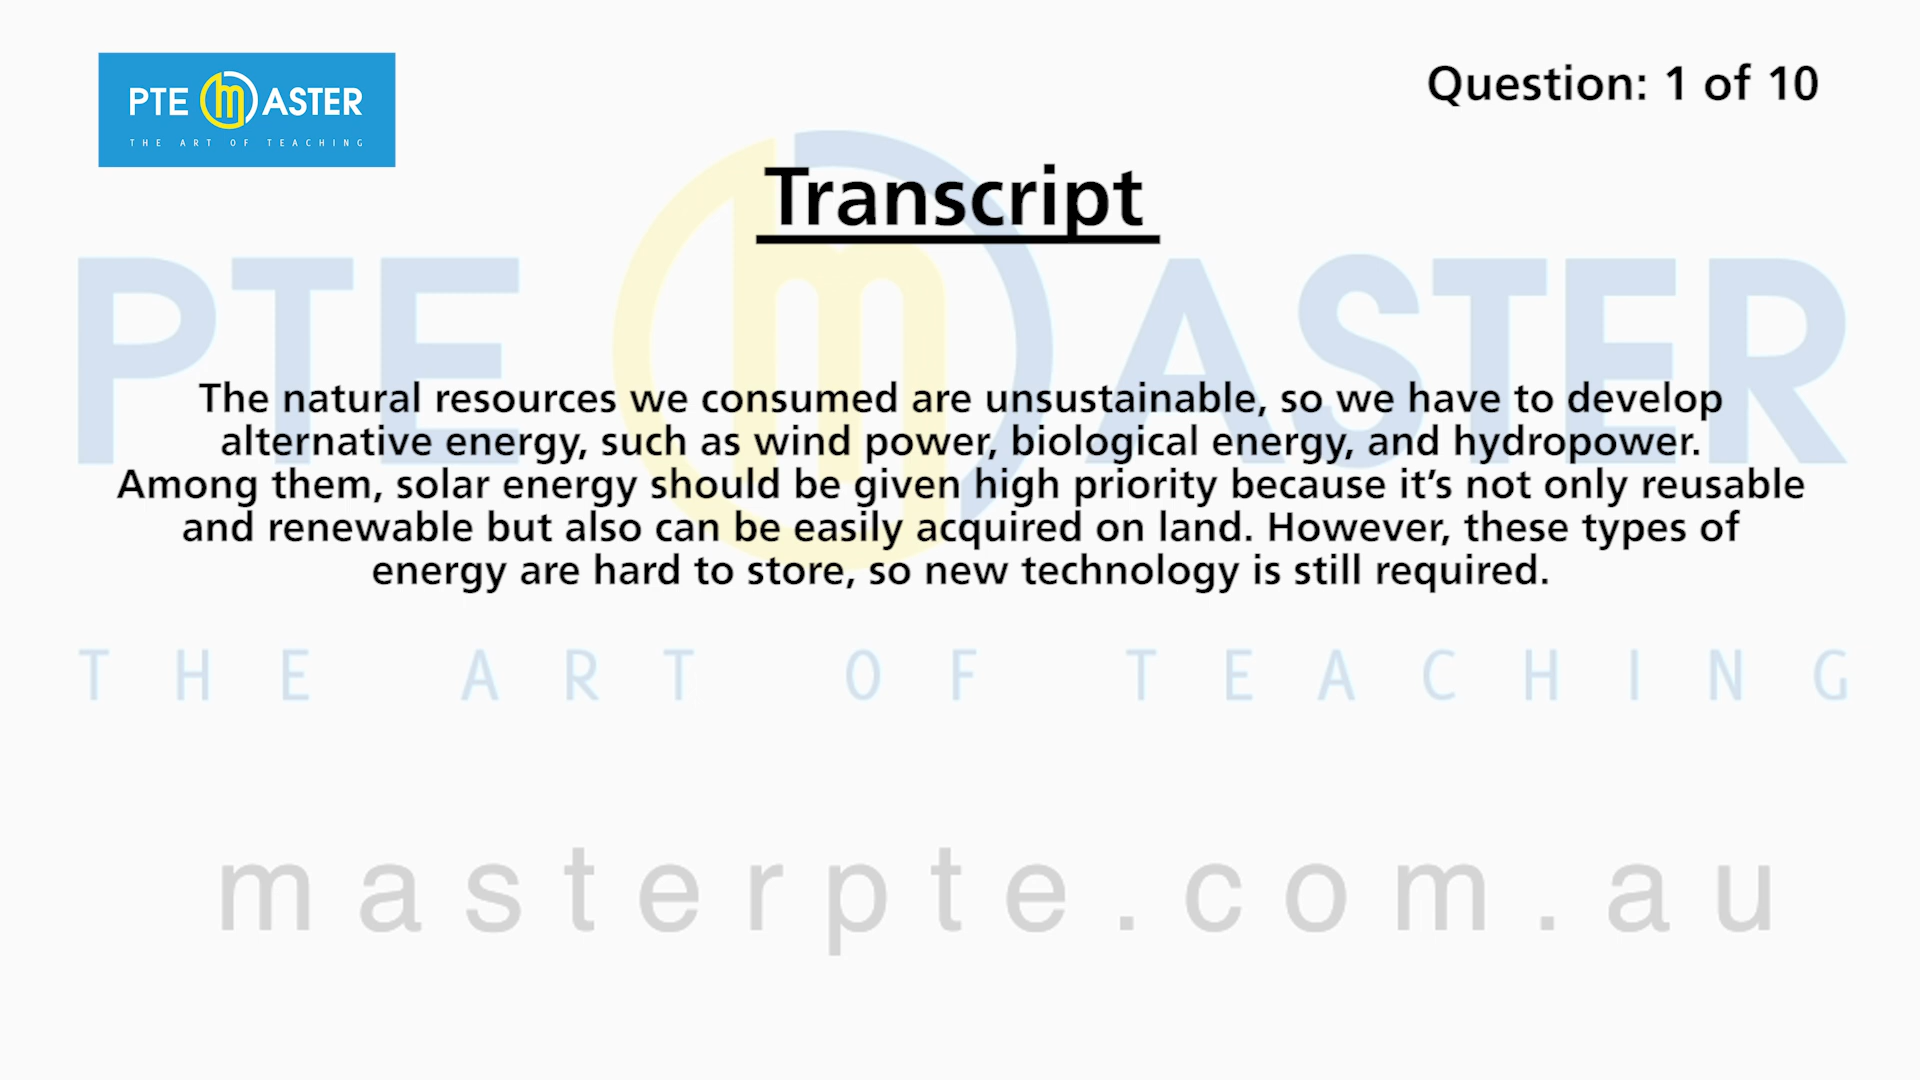 PTE MASTER
THE ART OF TEACHING
Question: 1 of 10
Transcript
PTE MASTER
The natural resources we consumed are unsustainable, so we have to develop
alternative energy, such as wind power, biological energy, and hydropower.
Among them, solar energy should be given high priority because it’s not only reusable
and renewable but also can be easily acquired on land. However, these types of
energy are hard to store, so new technology is still required.
THE ART OF TEACHING
masterpte.com.au